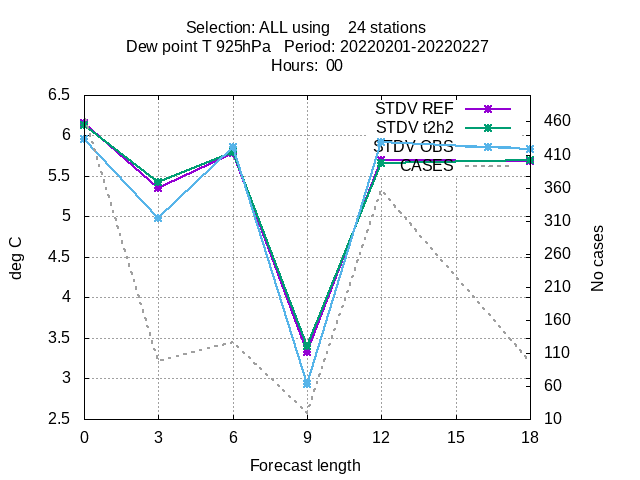 Selection: ALL using 24 stations
Dew point T 925hPa Period: 20220201-20220227
Hours: 00
STDV REF
STDV t2h2
STDV OBS
CASES
deg C
6.5
6
5.5
5
4.5
4
3.5
3
2.5
460
410
360
310
260
210
160
110
60
10
No cases
0 3 6 9 12 15 18
Forecast length